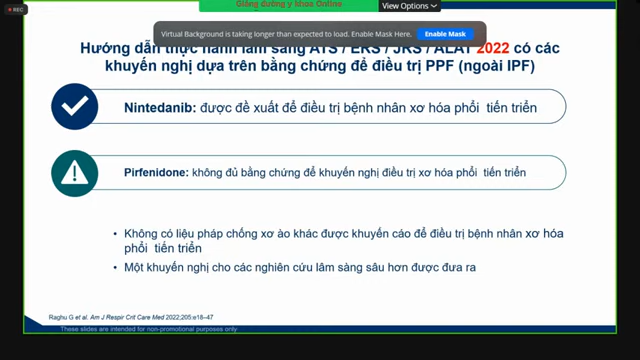 REC
Giảng đường y khoa Online
View Options
Virtual Background is taking longer than expected to load. Enable Mask Here.
Enable Mask
Hướng dẫn thực hành lâm sàng ATS / ERS / JRS / ALAT 2022 có các
khuyến nghị dựa trên bằng chứng để điều trị PPF (ngoài IPF)
Nintedanib: được đề xuất để điều trị bệnh nhân xơ hóa phổi tiến triển
Pirfenidone: không đủ bằng chứng để khuyến nghị điều trị xơ hóa phổi tiến triển
• Không có liệu pháp chống xơ ào khác được khuyến cáo để điều trị bệnh nhân xơ hóa
phổi tiến triển
• Một khuyến nghị cho các nghiên cứu lâm sàng sâu hơn được đưa ra
Raghu G et al. Am J Respir Crit Care Med 2022;205:e18–47
These slides are intended for non-promotional purposes only